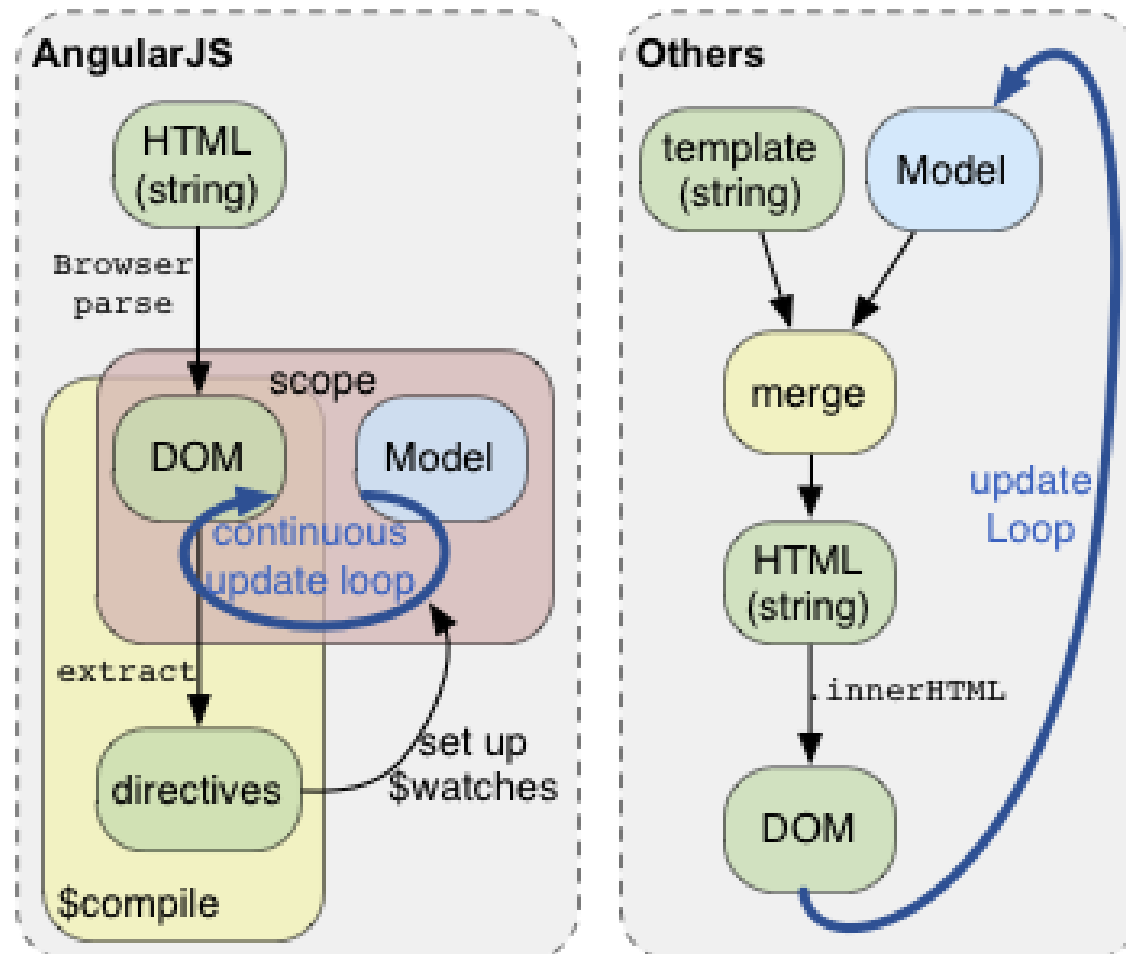 AngularJS
HTML
(string)
Browser
parse
scope
DOM
Model
continuous
update loop
extract
directives
set up
$watches
$compile
Others
template
(string)
Model
merge
update
Loop
HTML
(string)
.innerHTML
DOM